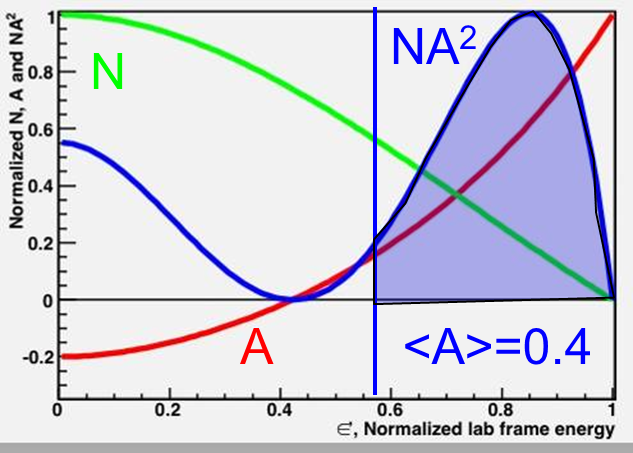 Normalized N, A and NA²
1
0.8
0.6
0.4
0.2
0
-0.2
N
NA²
A
<A>=0.4
0 0.2 0.4 0.6 0.8 1
ϵ', Normalized lab frame energy